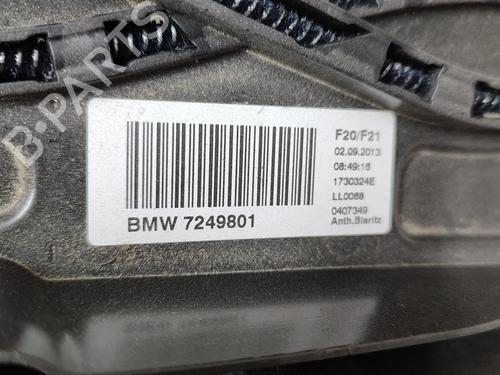 BMW 7249801
F20/F21
02.09.2013
08:49:16
1730324E
LL0068
0407349
Anth.Biaritz
B-PARTS